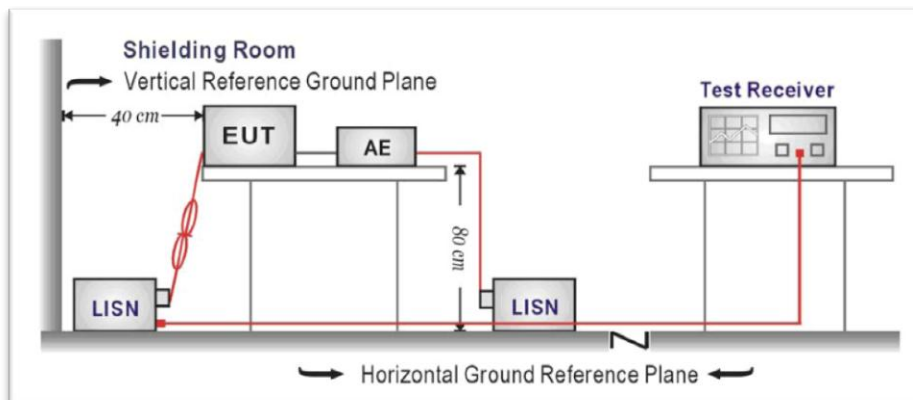 Shielding Room
Vertical Reference Ground Plane
40 cm
EUT
AE
Test Receiver
80 cm
LISN
LISN
Horizontal Ground Reference Plane